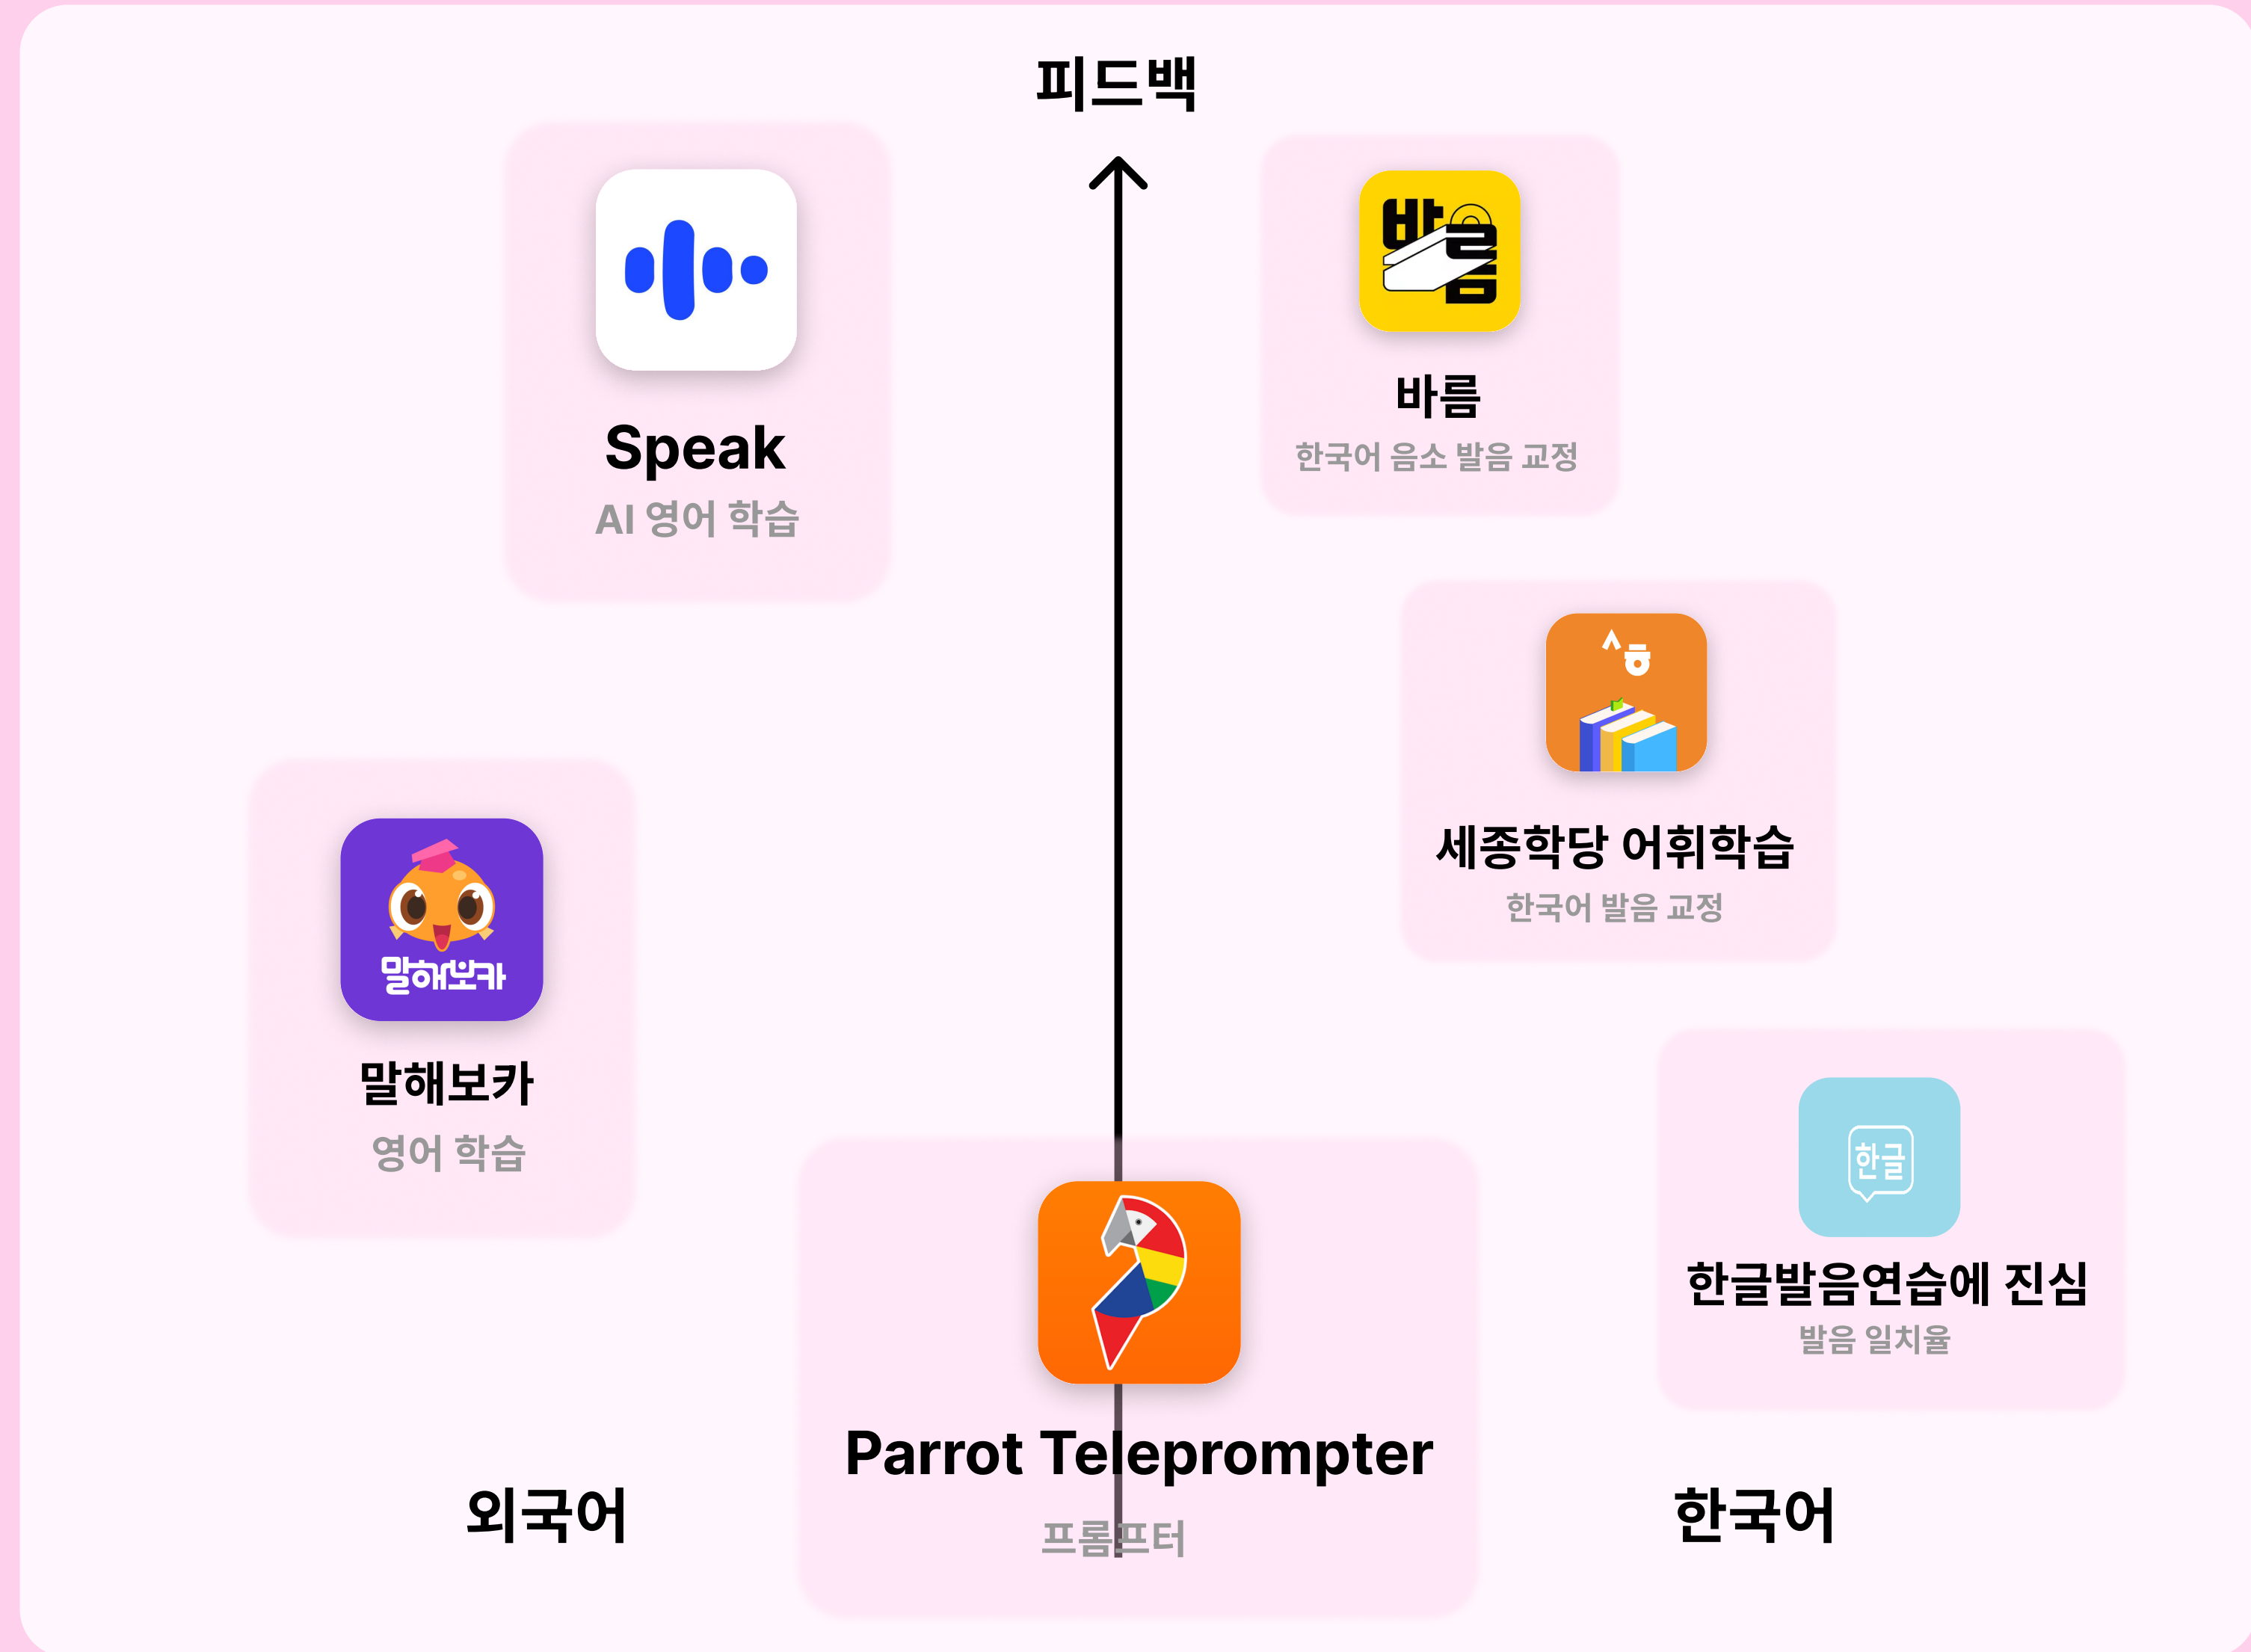 피드백
바름
Speak
AI 영어 학습
바름
한국어 음소 발음 교정
세종학당 어휘학습
한국어 발음 교정
말해보카
말해보카
영어 학습
한글
한글발음연습에 진심
발음 일치율
Parrot Teleprompter
프롬프터
외국어
한국어